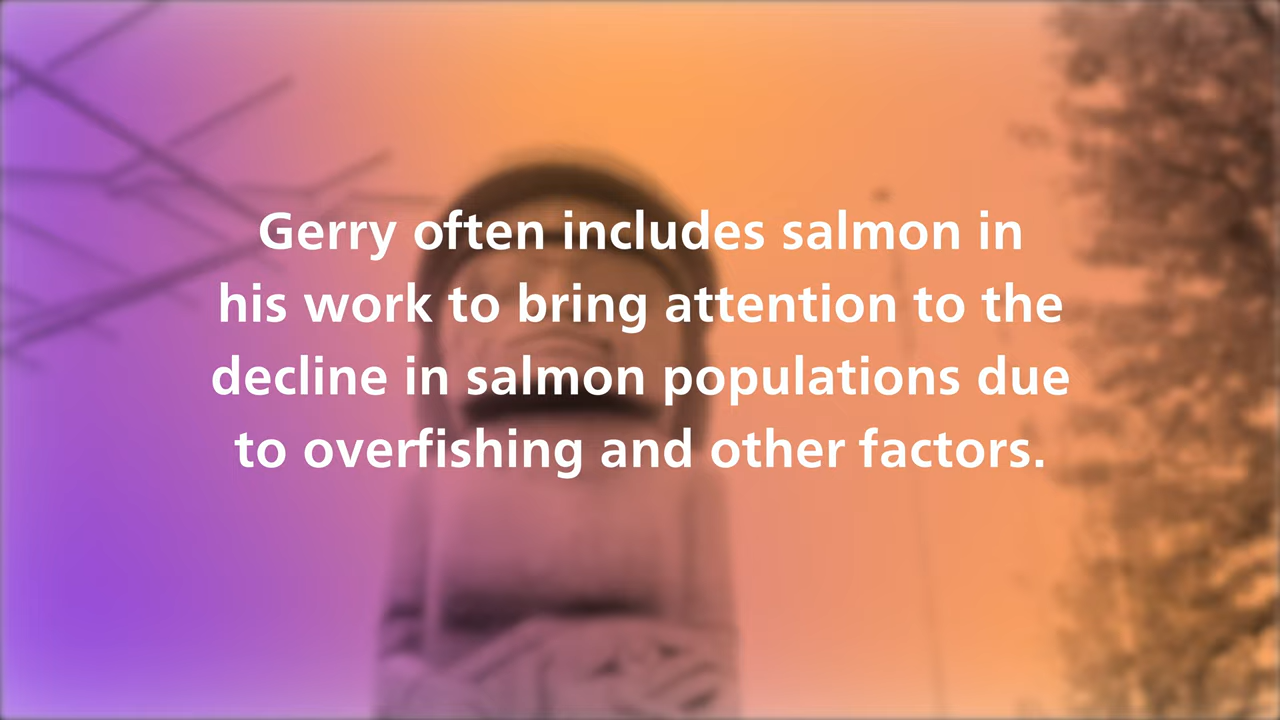 Gerry often includes salmon in
his work to bring attention to the
decline in salmon populations due
to overfishing and other factors.